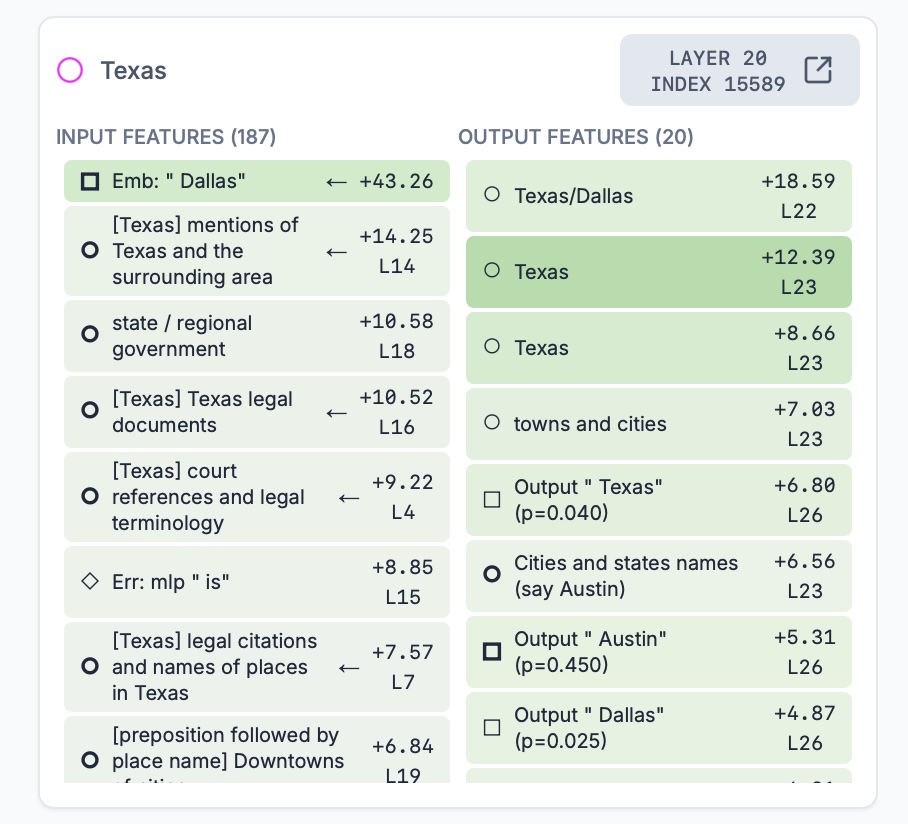 Texas
LAYER 20
INDEX 15589
INPUT FEATURES (187)
Emb: " Dallas"
← +43.26
[Texas] mentions of
Texas and the
surrounding area
← +14.25
L14
state / regional
government
+10.58
L18
[Texas] Texas legal
documents
← +10.52
L16
[Texas] court
references and legal
terminology
← +9.22
L4
Err: mlp " is"
+8.85
L15
[Texas] legal citations
and names of places
in Texas
← +7.57
L7
[preposition followed by
place name] Downtowns
of cities
+6.84
L19
OUTPUT FEATURES (20)
Texas/Dallas
+18.59
L22
Texas
+12.39
L23
Texas
+8.66
L23
towns and cities
+7.03
L23
Output " Texas"
(p=0.040)
+6.80
L26
Cities and states names
(say Austin)
+6.56
L23
Output " Austin"
(p=0.450)
+5.31
L26
Output " Dallas"
(p=0.025)
+4.87
L26